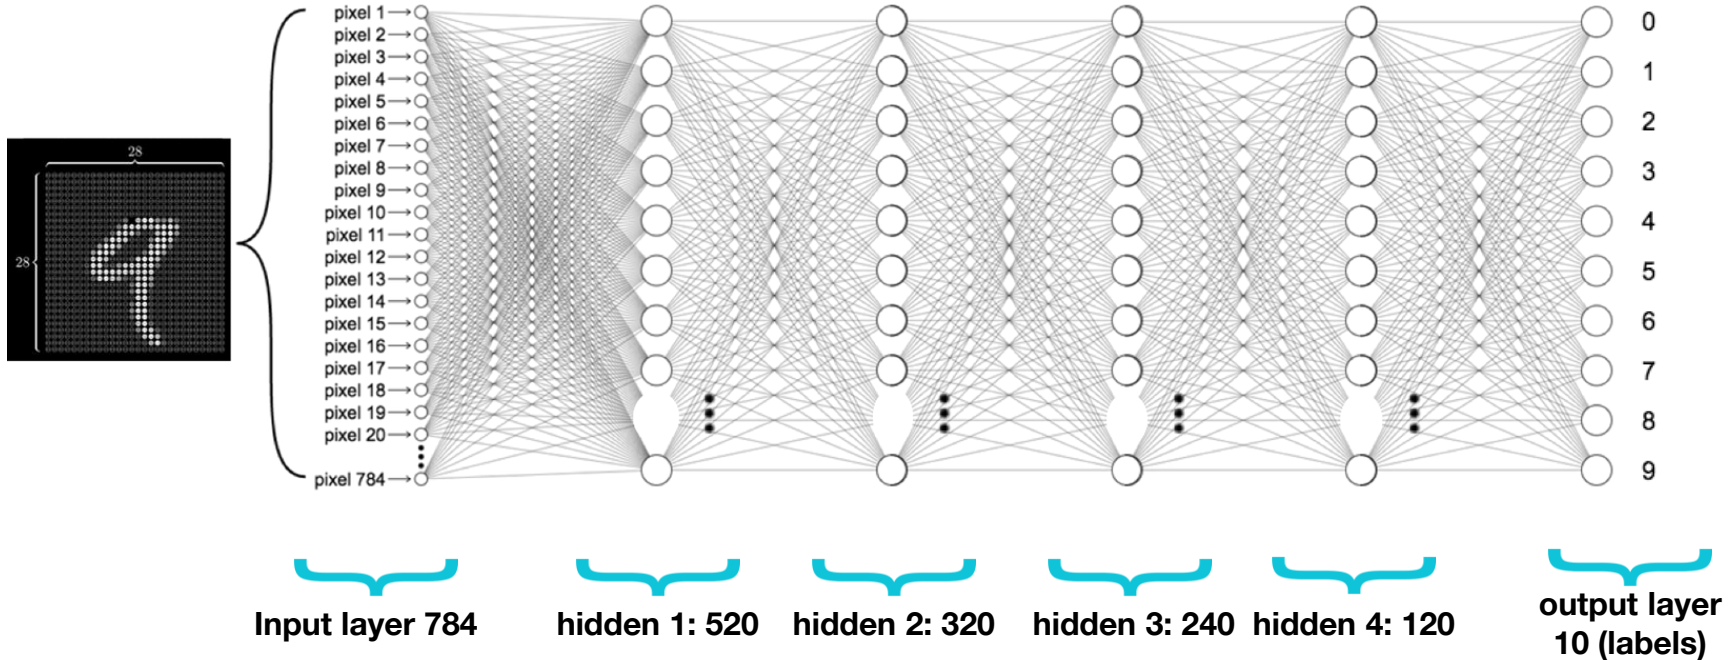 28
28
pixel 1
pixel 2
pixel 3
pixel 4
pixel 5
pixel 6
pixel 7
pixel 8
pixel 9
pixel 10
pixel 11
pixel 12
pixel 13
pixel 14
pixel 15
pixel 16
pixel 17
pixel 18
pixel 19
pixel 20
pixel 784
0
1
2
3
4
5
6
7
8
9
Input layer 784
hidden 1: 520
hidden 2: 320
hidden 3: 240
hidden 4: 120
output layer
10 (labels)